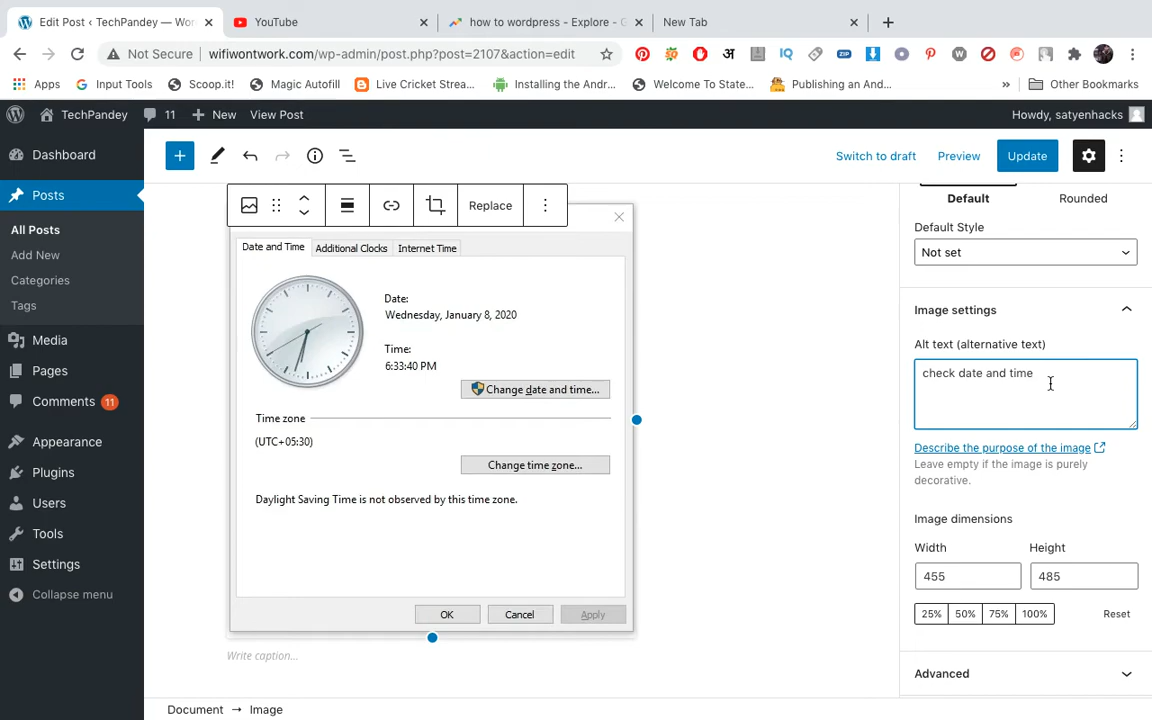 Edit Post ‹ TechPandey — Wor
YouTube
how to wordpress - Explore - G
New Tab
Not Secure
wifiwontwork.com/wp-admin/post.php?post=2107&action=edit
Apps
Input Tools
Scoop.it!
Magic Autofill
Live Cricket Strea...
Installing the Andr...
Welcome To State...
Publishing an And...
»
Other Bookmarks
TechPandey
11
New
View Post
Howdy, satyenhacks
Dashboard
Posts
All Posts
Add New
Categories
Tags
Media
Pages
Comments 11
Appearance
Plugins
Users
Tools
Settings
Collapse menu
Switch to draft
Preview
Update
Replace
Date and Time
Additional Clocks
Internet Time
Date:
Wednesday, January 8, 2020
Time:
6:33:40 PM
Change date and time...
Time zone
(UTC+05:30)
Change time zone...
Daylight Saving Time is not observed by this time zone.
OK
Cancel
Apply
Write caption...
Default
Rounded
Default Style
Not set
Image settings
Alt text (alternative text)
check date and time
Describe the purpose of the image
Leave empty if the image is purely
decorative.
Image dimensions
Width
Height
455
485
25%
50%
75%
100%
Reset
Advanced
Document → Image